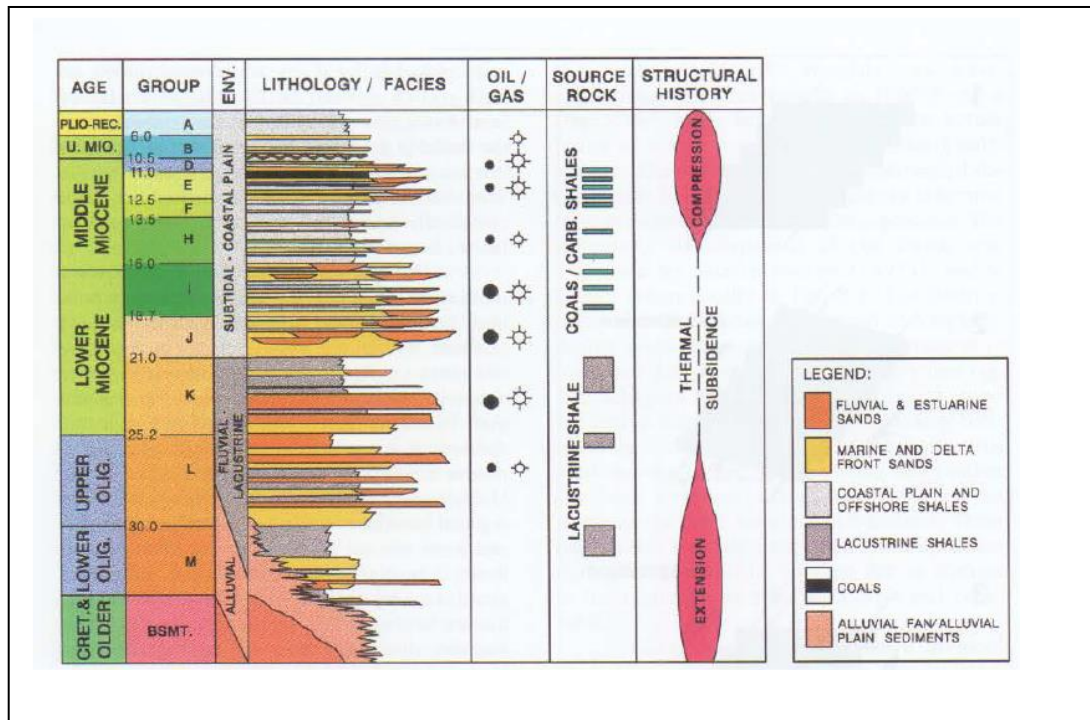 AGE
GROUP
ENV.
LITHOLOGY / FACIES
OIL /
GAS
SOURCE
ROCK
STRUCTURAL
HISTORY
PLIO-REC.
U. MIO.
MIDDLE
MIOCENE
LOWER
MIOCENE
UPPER
OLIG.
LOWER
OLIG.
CRET.&
OLDER
A
6.0
B
10.5
D
11.0
E
12.5
F
13.5
H
16.0
I
18.7
J
21.0
K
25.2
L
30.0
M
BSMT.
SUBTIDAL - COASTAL PLAIN
FLUVIAL -
LACUSTRINE
ALLUVIAL
COALS / CARB. SHALES
LACUSTRINE SHALE
COMPRESSION
THERMAL
SUBSIDENCE
EXTENSION
LEGEND:
FLUVIAL & ESTUARINE
SANDS
MARINE AND DELTA
FRONT SANDS
COASTAL PLAIN AND
OFFSHORE SHALES
LACUSTRINE SHALES
COALS
ALLUVIAL FAN/ALLUVIAL
PLAIN SEDIMENTS